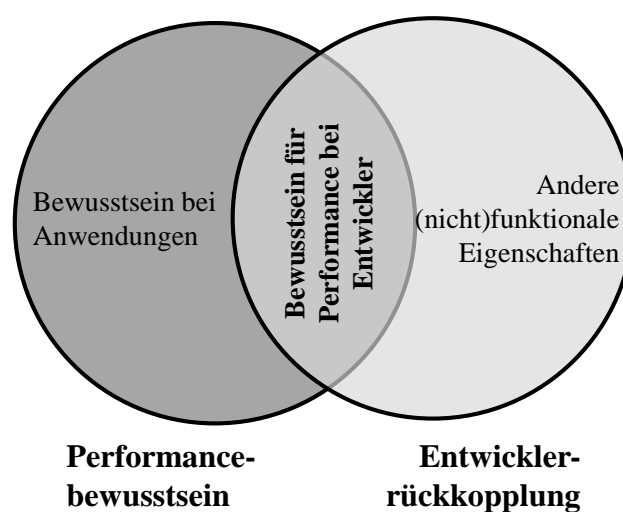 Bewusstsein bei
Anwendungen
Bewusstsein für
Performance bei
Entwickler
Andere
(nicht)funktionale
Eigenschaften
Performance-
bewusstsein
Entwickler-
rückkopplung